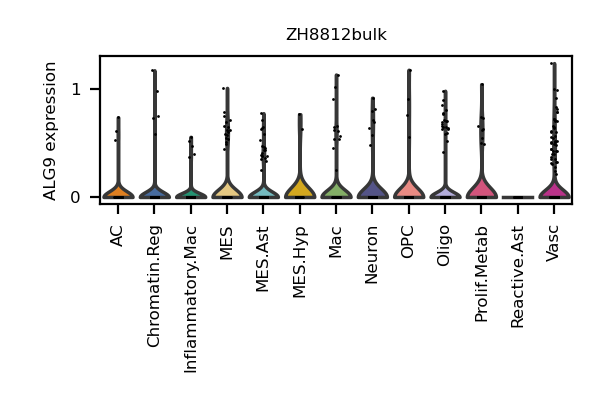 ZH8812bulk
ALG9 expression
1
0
AC
Chromatin.Reg
Inflammatory.Mac
MES
MES.Ast
MES.Hyp
Mac
Neuron
OPC
Oligo
Prolif.Metab
Reactive.Ast
Vasc